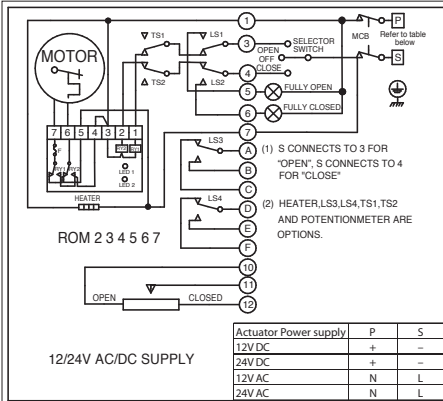 TS1
LS1
1
P
MOTOR
3
SELECTOR
SWITCH
MCB
Refer to table
below
OPEN
OFF
CLOSE
S
TS2
LS2
4
5
FULLY OPEN
6
FULLY CLOSED
7 6 5 4 3 2 1
7
F
RY1
RY2
RY2
RY1
LS3
A
(1) S CONNECTS TO 3 FOR
"OPEN", S CONNECTS TO 4
FOR "CLOSE"
B
LED 1
LED 2
C
HEATER
LS4
D
(2) HEATER,LS3,LS4,TS1,TS2
AND POTENTIONMETER ARE
OPTIONS.
E
ROM 2 3 4 5 6 7
F
10
11
OPEN
CLOSED
12
12/24V AC/DC SUPPLY
Actuator Power supply P S
12V DC + –
24V DC + –
12V AC N L
24V AC N L